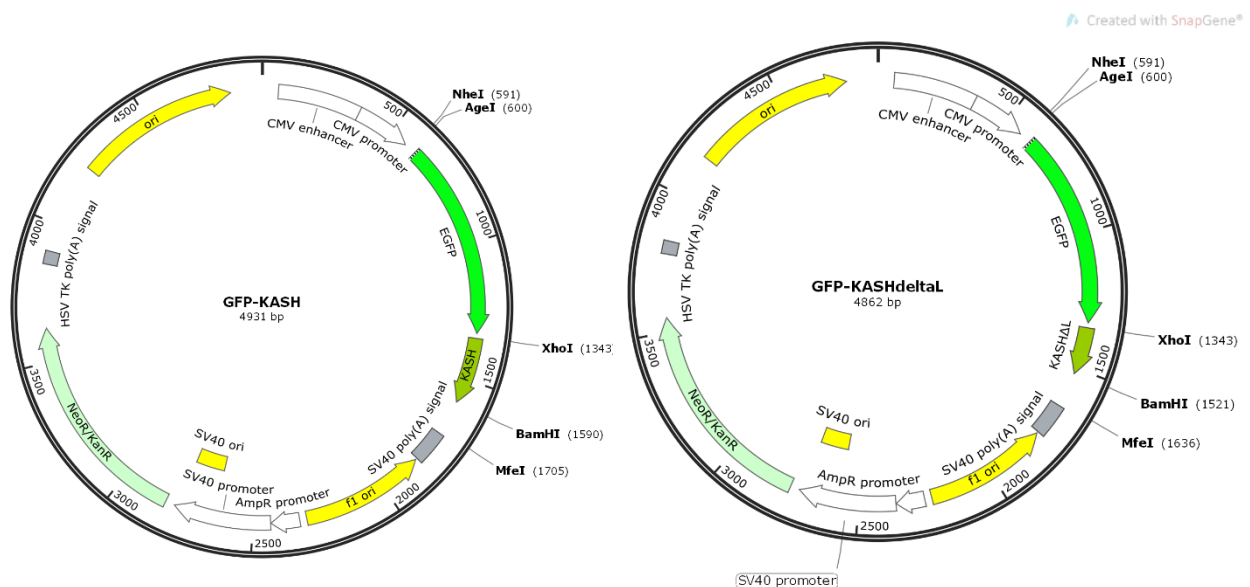 Created with SnapGene®
NheI (591)
AgeI (600)
500
1000
1500
2000
2500
3000
3500
4000
4500
CMV enhancer
CMV promoter
EGFP
KASH
XhoI (1343)
BamHI (1590)
MfeI (1705)
SV40 poly(A) signal
f1 ori
AmpR promoter
SV40 promoter
SV40 ori
NeoR/KanR
HSV TK poly(A) signal
ori
GFP-KASH
4931 bp
NheI (591)
AgeI (600)
500
1000
1500
2000
2500
3000
3500
4000
4500
CMV enhancer
CMV promoter
EGFP
KASHΔL
XhoI (1343)
BamHI (1521)
MfeI (1636)
SV40 poly(A) signal
f1 ori
AmpR promoter
SV40 promoter
SV40 ori
NeoR/KanR
HSV TK poly(A) signal
ori
GFP-KASHdeltaL
4862 bp